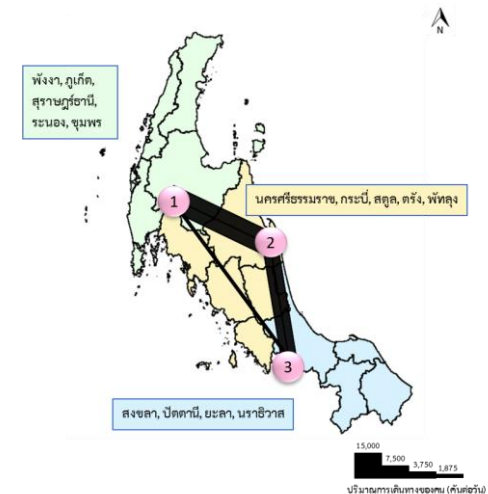 N
พังงา, ภูเก็ต,
สุราษฎร์ธานี,
ระนอง, ชุมพร
1
นครศรีธรรมราช, กระบี่, สตูล, ตรัง, พัทลุง
2
3
สงขลา, ปัตตานี, ยะลา, นราธิวาส
15,000
7,500
3,750
1,875
ปริมาณการเดินทางของคน (คันต่อวัน)